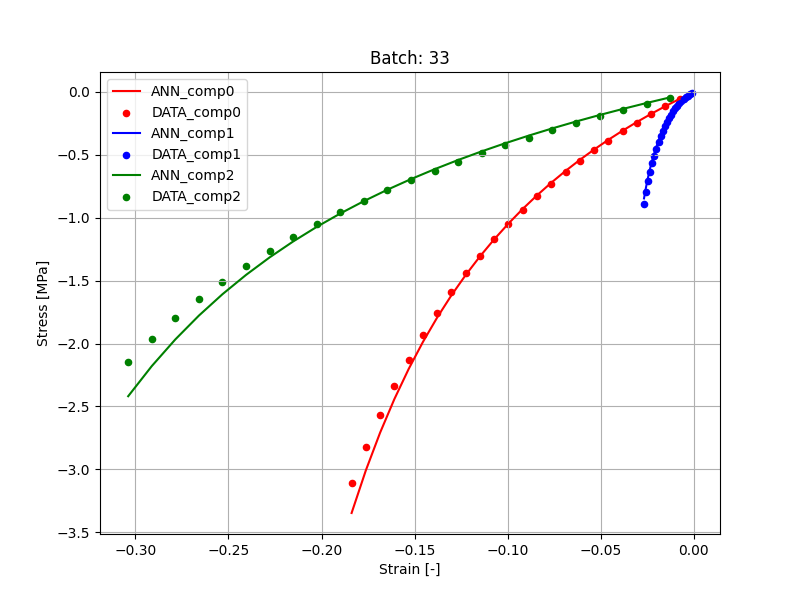 Batch: 33
ANN_comp0
DATA_comp0
ANN_comp1
DATA_comp1
ANN_comp2
DATA_comp2
0.0
−0.5
−1.0
−1.5
−2.0
−2.5
−3.0
−3.5
Stress [MPa]
−0.30
−0.25
−0.20
−0.15
−0.10
−0.05
0.00
Strain [-]